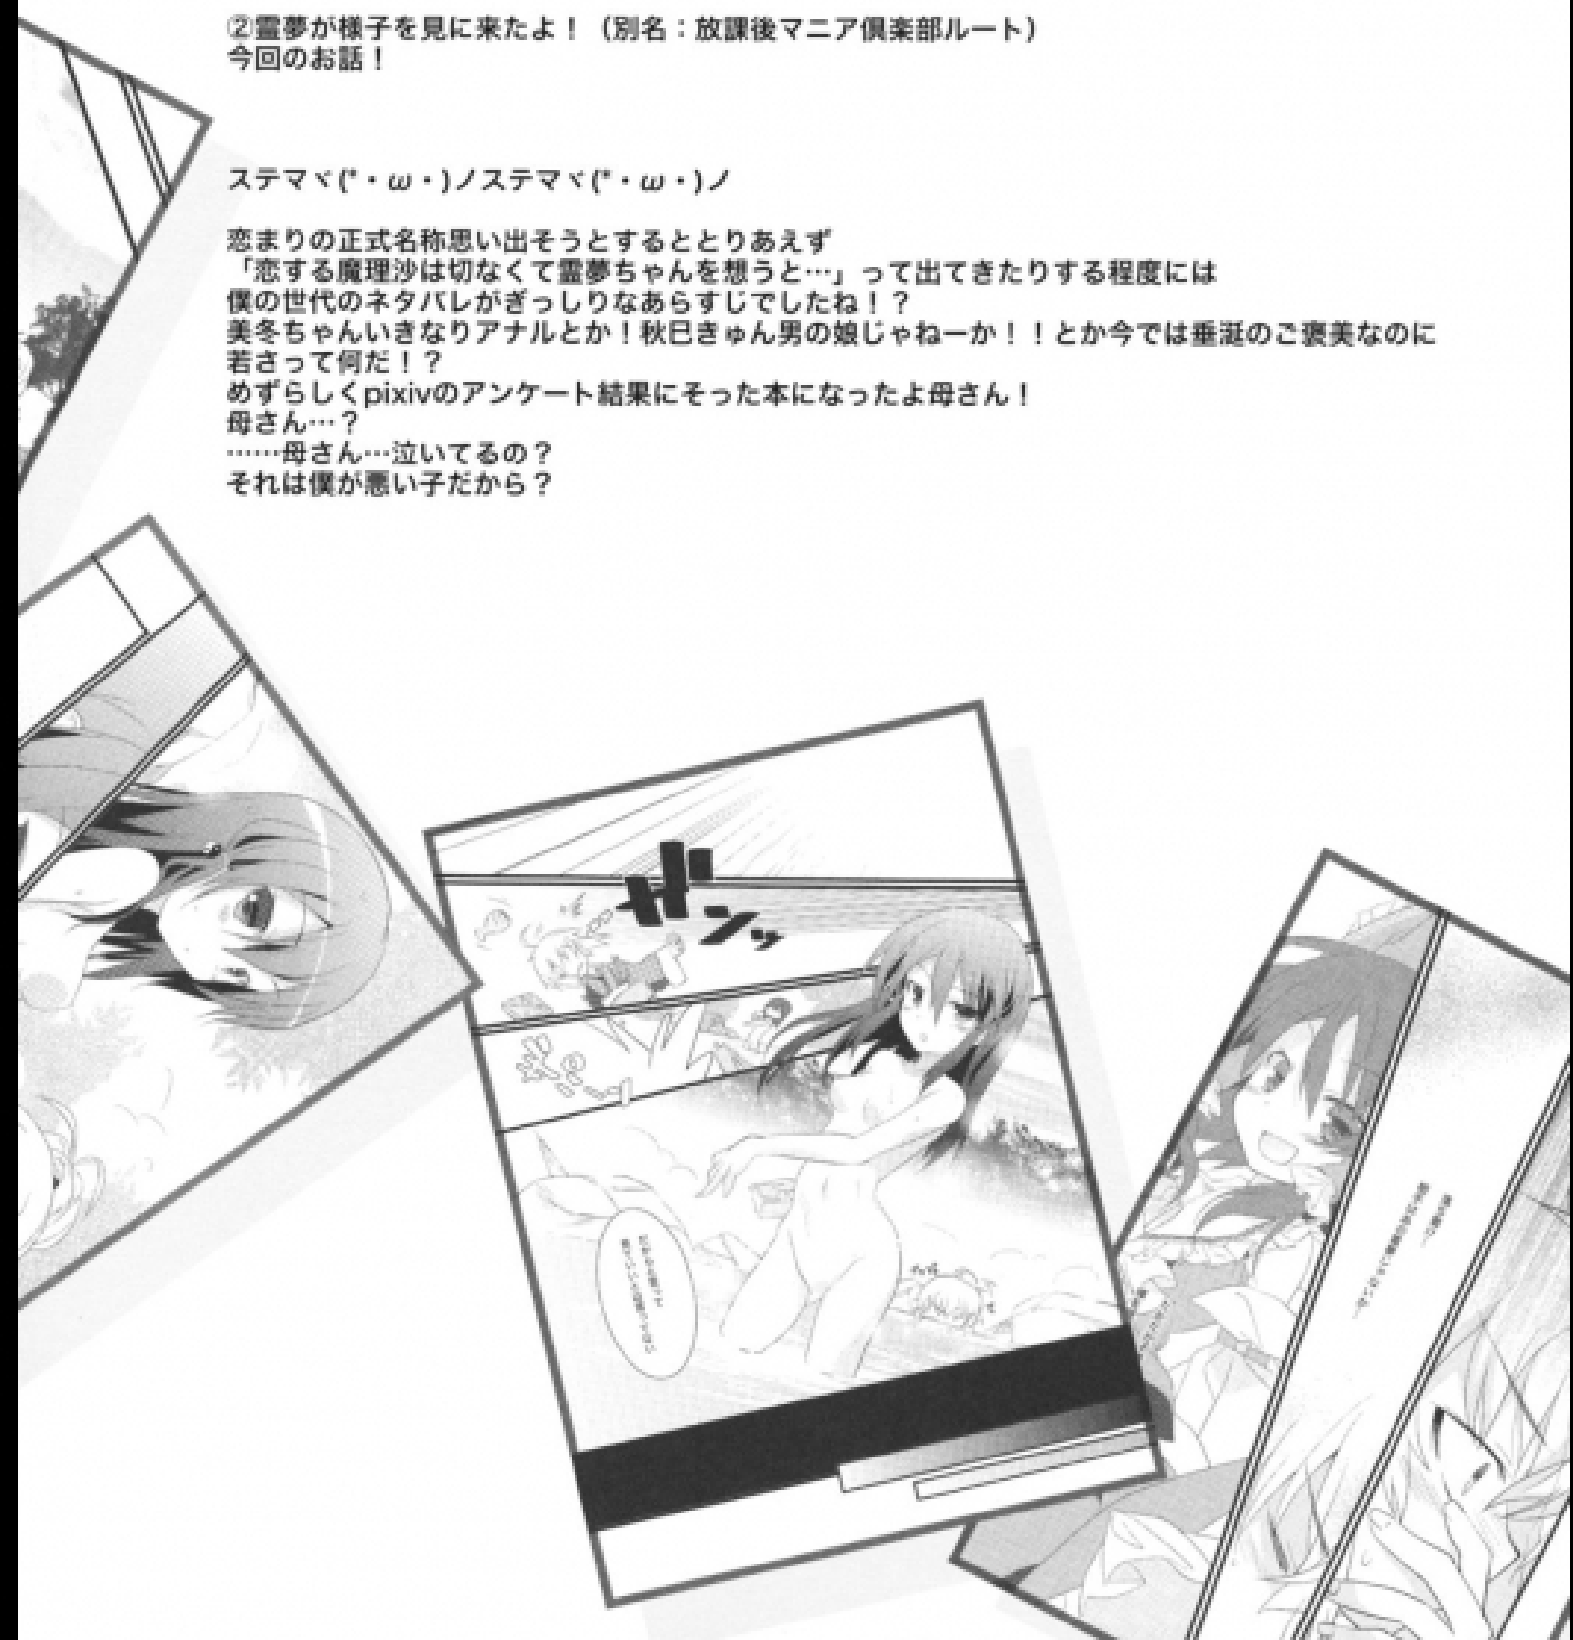 ②霊夢が様子を見に来たよ！（別名：放課後マニア倶楽部ルート）
今回のお話！
ステマヾ(*・ω・)ノステマヾ(*・ω・)ノ
恋まりの正式名称思い出そうとするととりあえず
「恋する魔理沙は切なくて霊夢ちゃんを想うと…」って出てきたりする程度には
僕の世代のネタバレがぎっしりなあらすじでしたね！？
美冬ちゃんいきなりアナルとか！秋巳きゅん男の娘じゃねーか！！とか今では垂涎のご褒美なのに
若さって何だ！？
めずらしくpixivのアンケート結果にそった本になったよ母さん！
母さん…？
……母さん…泣いてるの？
それは僕が悪い子だから？
ガンッ